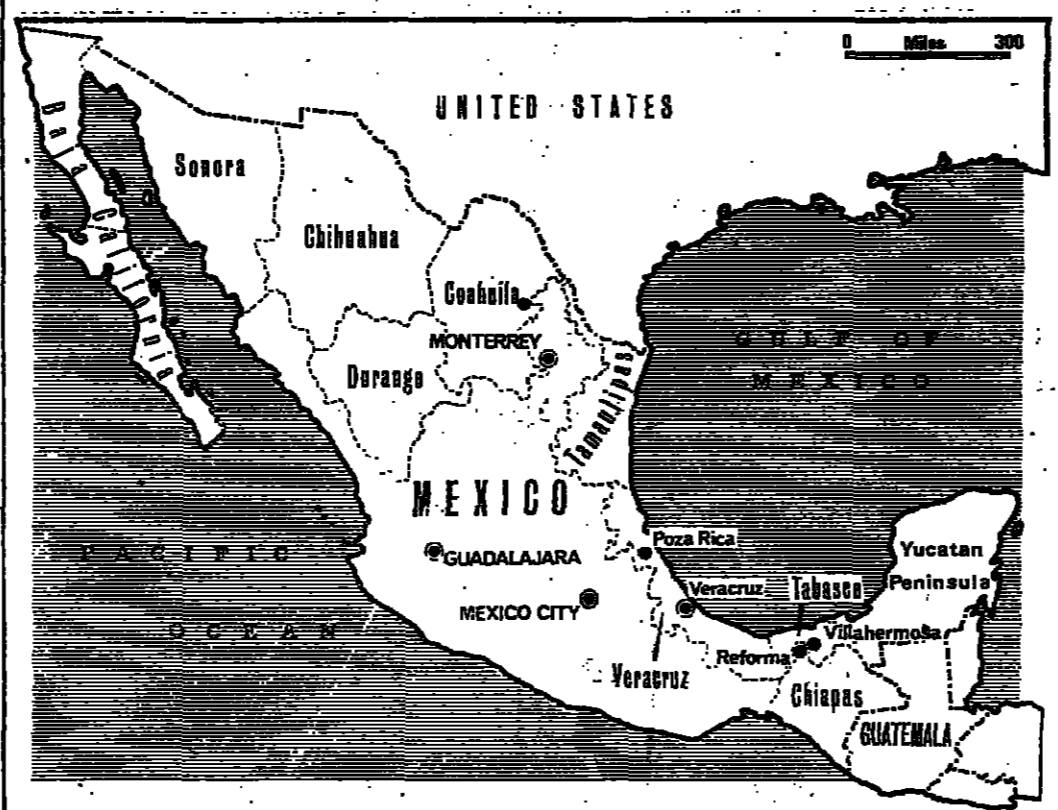 0 Miles 300
UNITED STATES
Baja California
Sonora
Chihuahua
Coahuila
MONTERREY
Durango
Tamaulipas
GULF OF
MEXICO
MEXICO
PACIFIC
OCEAN
GUADALAJARA
MEXICO CITY
Poza Rica
Veracruz
Tabasco
Yucatan
Peninsula
Villahermosa
Reforma
Veracruz
Chiapas
GUATEMALA